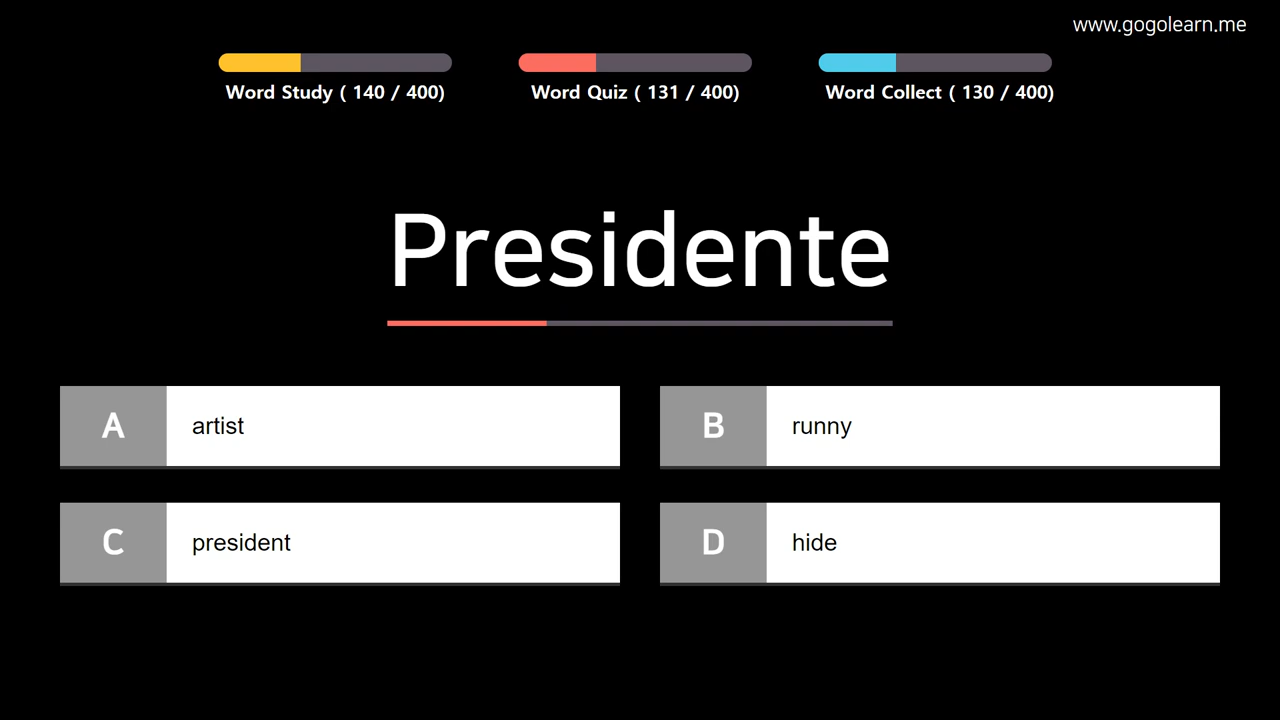 www.gogolearn.me
Word Study ( 140 / 400)
Word Quiz ( 131 / 400)
Word Collect ( 130 / 400)
Presidente
A artist
B runny
C president
D hide